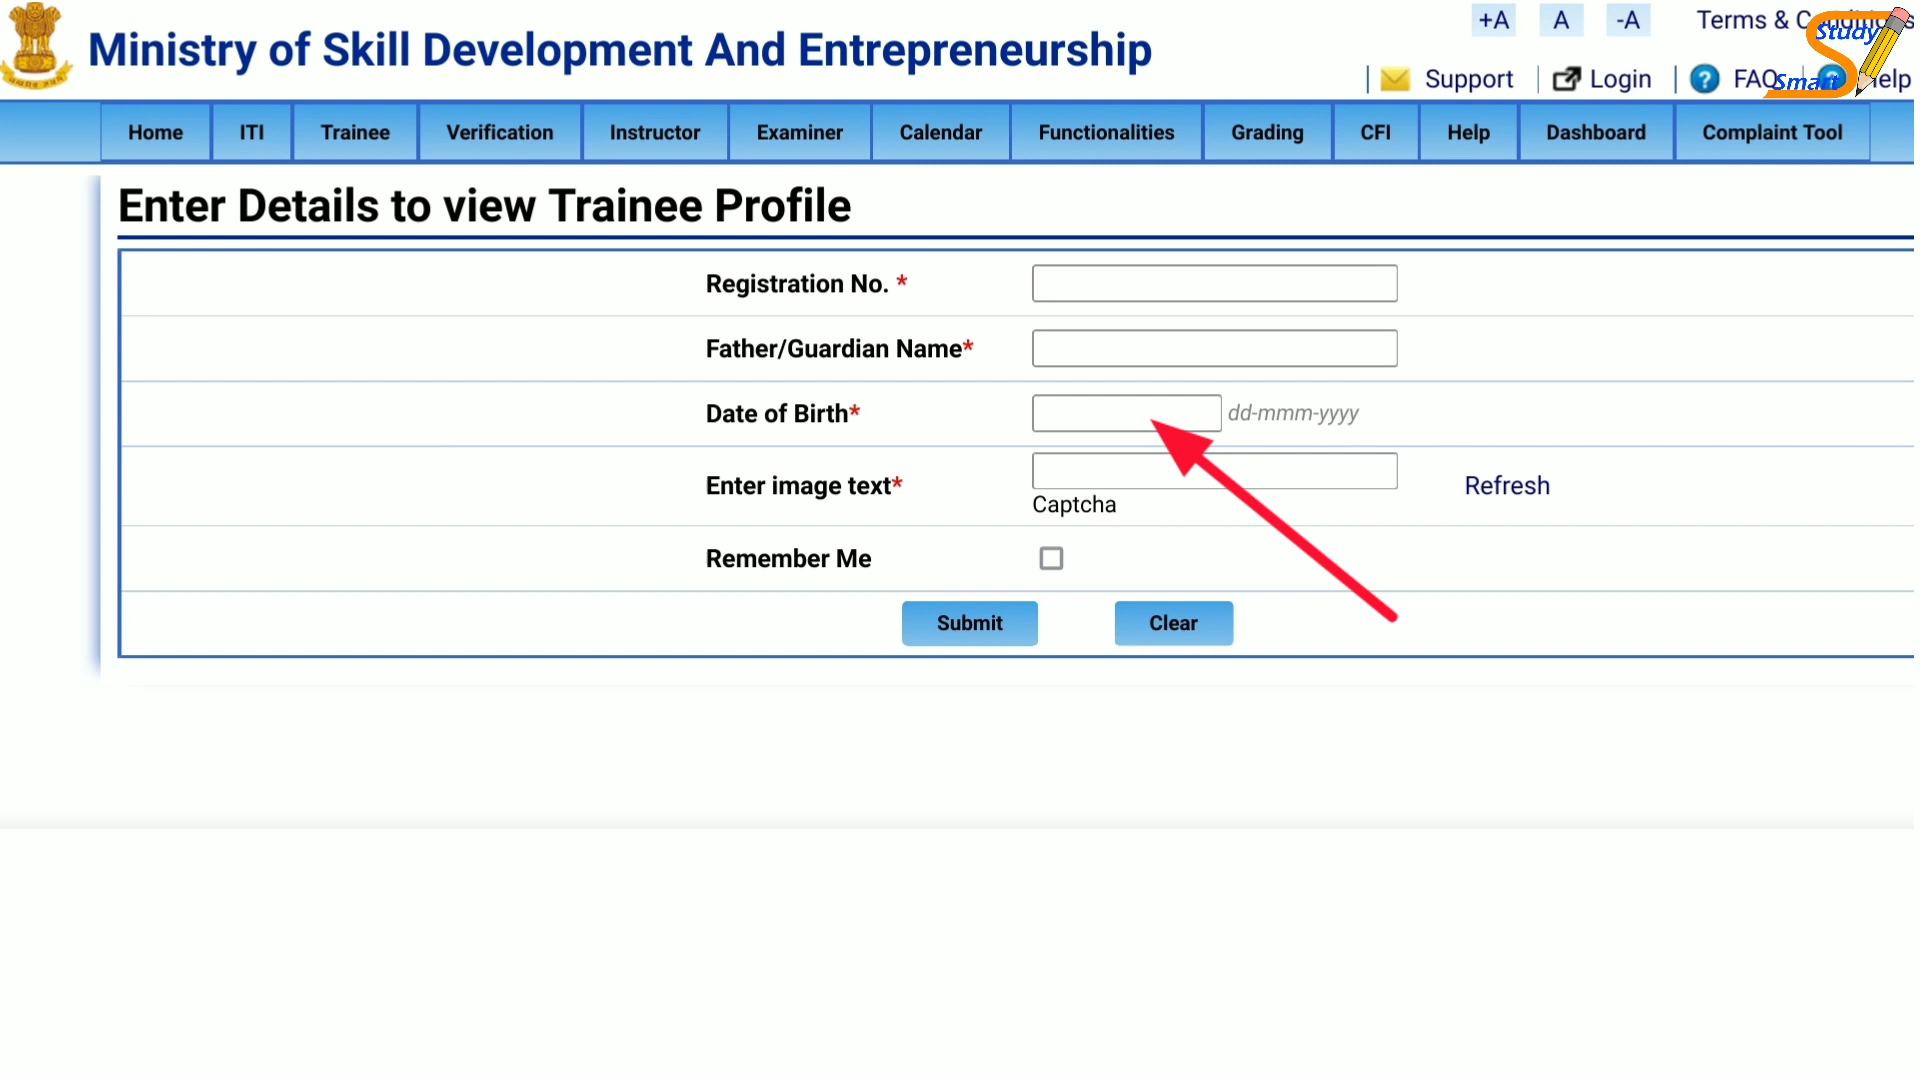 +A A -A Terms &
Ministry of Skill Development And Entrepreneurship
Support Login ? FAQ
Study
Smart
Home ITI Trainee Verification Instructor Examiner Calendar Functionalities Grading CFI Help Dashboard Complaint Tool
Enter Details to view Trainee Profile
Registration No. *
Father/Guardian Name*
Date of Birth* dd-mmm-yyyy
Enter image text* Refresh
Captcha
Remember Me
Submit Clear